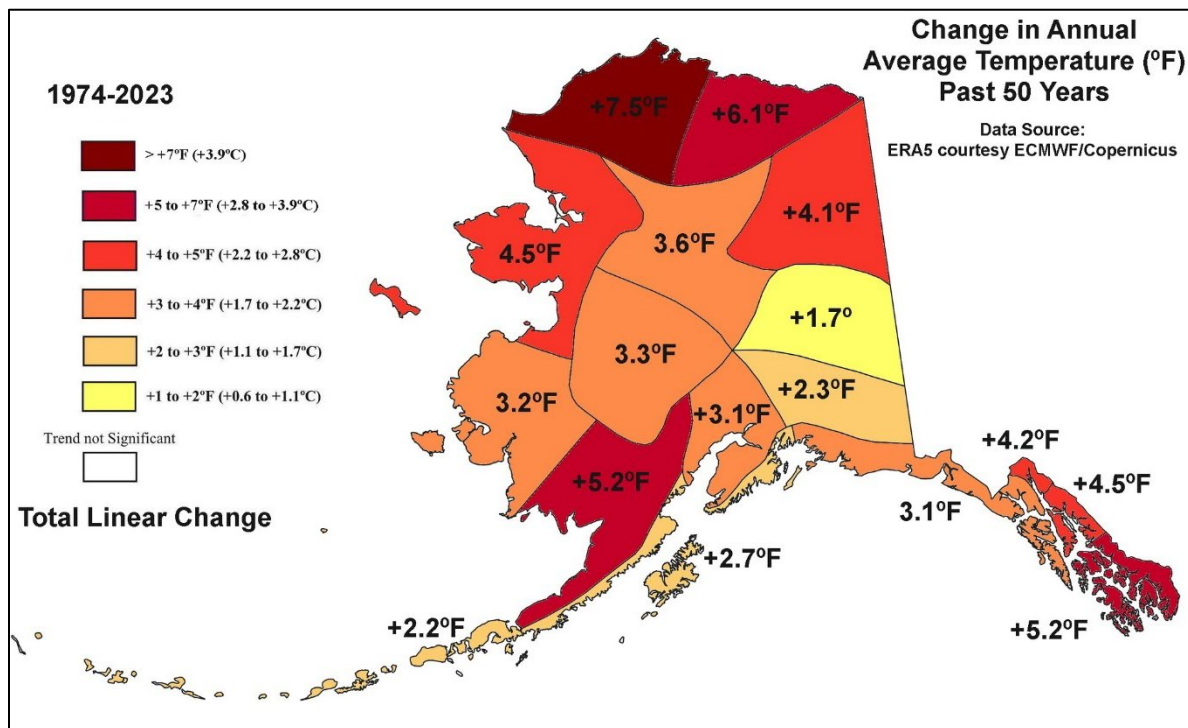 Change in Annual
Average Temperature (ºF)
Past 50 Years
Data Source:
ERA5 courtesy ECMWF/Copernicus
1974-2023
> +7ºF (+3.9ºC)
+5 to +7ºF (+2.8 to +3.9ºC)
+4 to +5ºF (+2.2 to +2.8ºC)
+3 to +4ºF (+1.7 to +2.2ºC)
+2 to +3ºF (+1.1 to +1.7ºC)
+1 to +2ºF (+0.6 to +1.1ºC)
Trend not Significant
Total Linear Change
+7.5ºF
+6.1ºF
+4.1ºF
4.5ºF
3.6ºF
+1.7º
3.3ºF
+2.3ºF
3.2ºF
+3.1ºF
+4.2ºF
+4.5ºF
+5.2ºF
3.1ºF
+2.7ºF
+2.2ºF
+5.2ºF